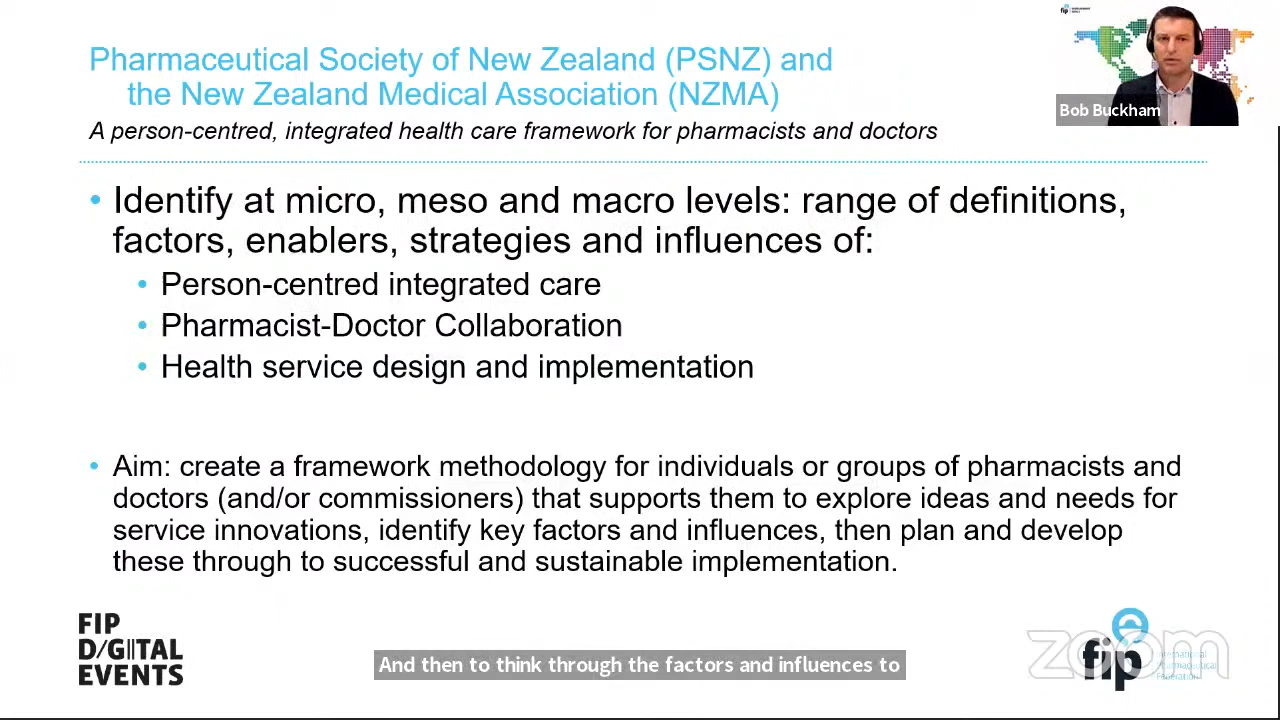 Pharmaceutical Society of New Zealand (PSNZ) and
the New Zealand Medical Association (NZMA)
A person-centred, integrated health care framework for pharmacists and doctors
fip
Bob Buckham
• Identify at micro, meso and macro levels: range of definitions,
factors, enablers, strategies and influences of:
• Person-centred integrated care
• Pharmacist-Doctor Collaboration
• Health service design and implementation
• Aim: create a framework methodology for individuals or groups of pharmacists and
doctors (and/or commissioners) that supports them to explore ideas and needs for
service innovations, identify key factors and influences, then plan and develop
these through to successful and sustainable implementation.
FIP
D/GITAL
EVENTS
And then to think through the factors and influences to
zoom
fip
International
Pharmaceutical
Federation